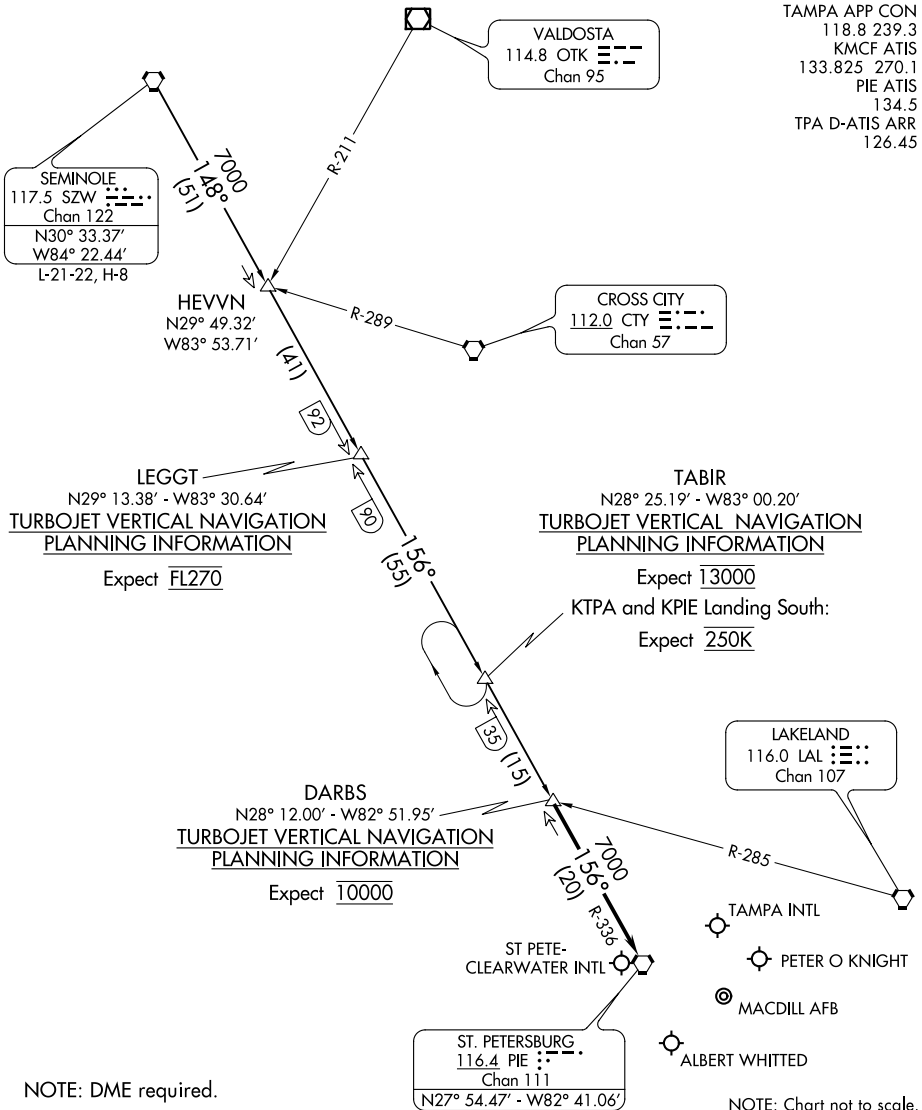 TAMPA APP CON
118.8 239.3
KMCF ATIS
133.825 270.1
PIE ATIS
134.5
TPA D-ATIS ARR
126.45
VALDOSTA
114.8 OTK
Chan 95
SEMINOLE
117.5 SZW
Chan 122
N30° 33.37'
W84° 22.44'
L-21-22, H-8
7000
148°
(51)
R-211
HEVVN
N29° 49.32'
W83° 53.71'
R-289
CROSS CITY
112.0 CTY
Chan 57
(41)
92
LEGGT
N29° 13.38' - W83° 30.64'
TURBOJET VERTICAL NAVIGATION
PLANNING INFORMATION
Expect FL270
90
156°
(55)
TABIR
N28° 25.19' - W83° 00.20'
TURBOJET VERTICAL NAVIGATION
PLANNING INFORMATION
Expect 13000
KTPA and KPIE Landing South:
Expect 250K
35
(15)
LAKELAND
116.0 LAL
Chan 107
DARBS
N28° 12.00' - W82° 51.95'
TURBOJET VERTICAL NAVIGATION
PLANNING INFORMATION
Expect 10000
R-285
7000
156°
(20)
R-336
TAMPA INTL
ST PETE-
CLEARWATER INTL
PETER O KNIGHT
MACDILL AFB
ALBERT WHITTED
ST. PETERSBURG
116.4 PIE
Chan 111
N27° 54.47' - W82° 41.06'
NOTE: DME required.
NOTE: Chart not to scale.